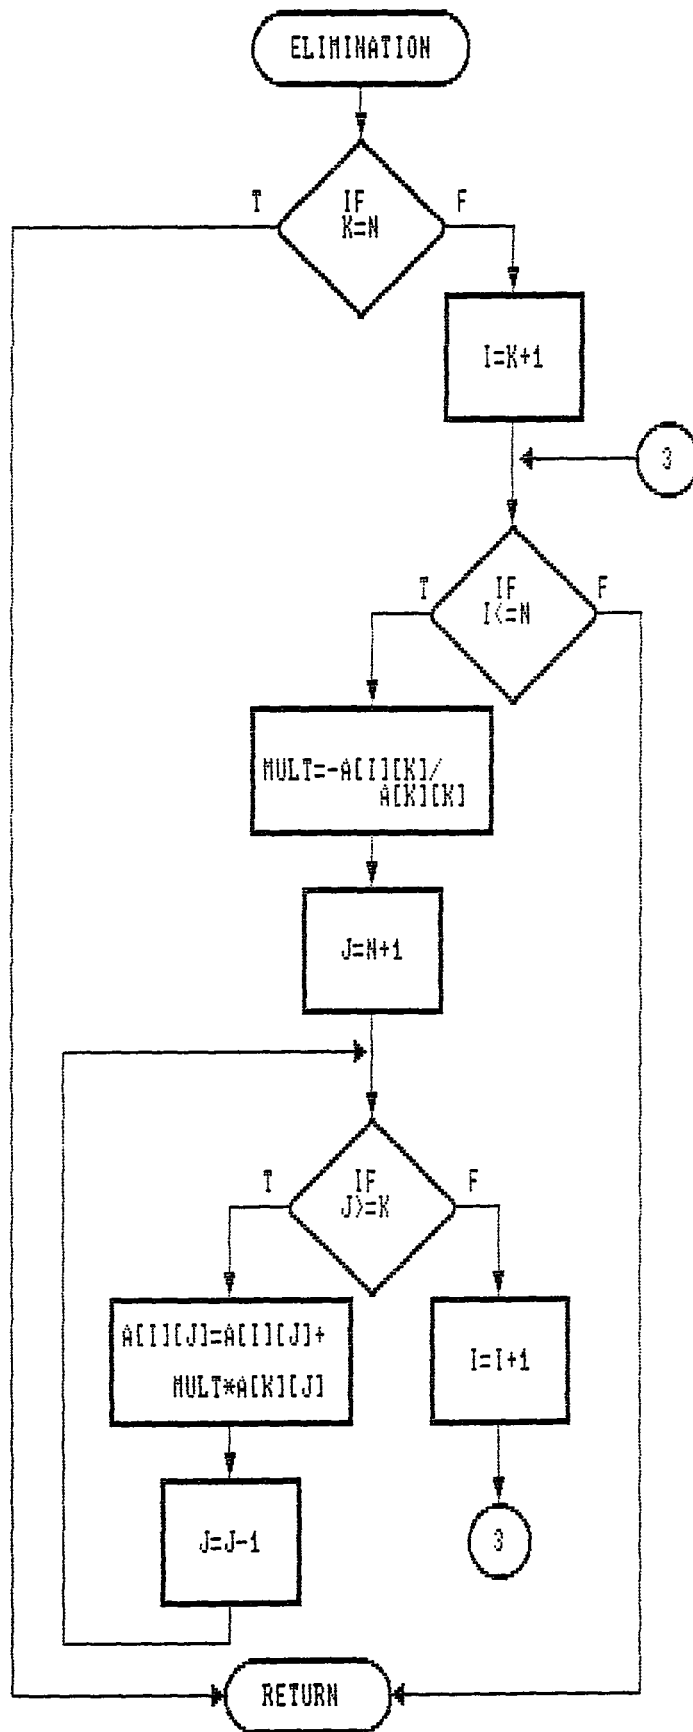 ELIMINATION
T
IF
K=N
F
I=K+1
3
T
IF
I<=N
F
MULT=-A[I][K]/
A[K][K]
J=N+1
T
IF
J>=K
F
A[I][J]=A[I][J]+
MULT*A[K][J]
I=I+1
J=J-1
3
RETURN